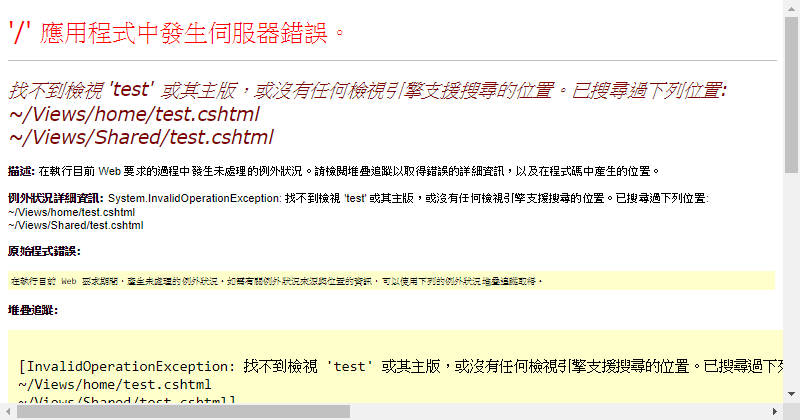 '/' 應用程式中發生伺服器錯誤。
找不到檢視 'test' 或其主版，或沒有任何檢視引擎支援搜尋的位置。已搜尋過下列位置:
~/Views/home/test.cshtml
~/Views/Shared/test.cshtml
描述: 在執行目前 Web 要求的過程中發生未處理的例外狀況。請檢閱堆疊追蹤以取得錯誤的詳細資訊，以及在程式碼中產生的位置。
例外狀況詳細資訊: System.InvalidOperationException: 找不到檢視 'test' 或其主版，或沒有任何檢視引擎支援搜尋的位置。已搜尋過下列位置:
~/Views/home/test.cshtml
~/Views/Shared/test.cshtml
原始程式錯誤:
在執行目前 Web 要求期間，產生未處理的例外狀況。如需有關例外狀況來源與位置的資訊，可以使用下列的例外狀況堆疊追蹤取得。
堆疊追蹤:
[InvalidOperationException: 找不到檢視 'test' 或其主版，或沒有任何檢視引擎支援搜尋的位置。已搜尋過下
~/Views/home/test.cshtml
~/Views/Shared/test.cshtml]